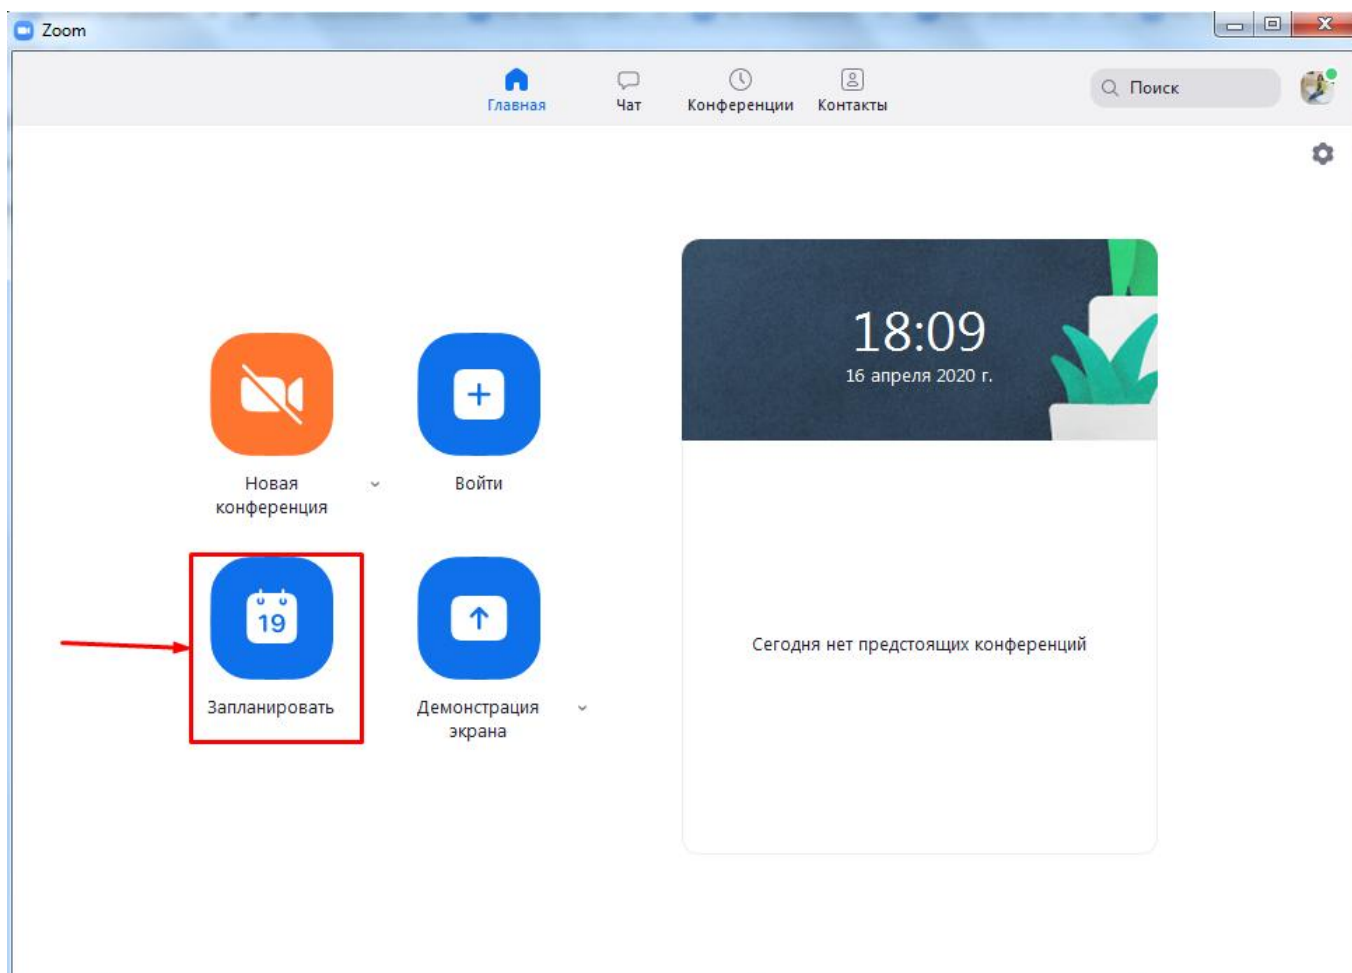 Zoom
Главная
Чат
Конференции
Контакты
Поиск
18:09
16 апреля 2020 г.
Новая
конференция
Войти
19
Запланировать
Демонстрация
экрана
Сегодня нет предстоящих конференций